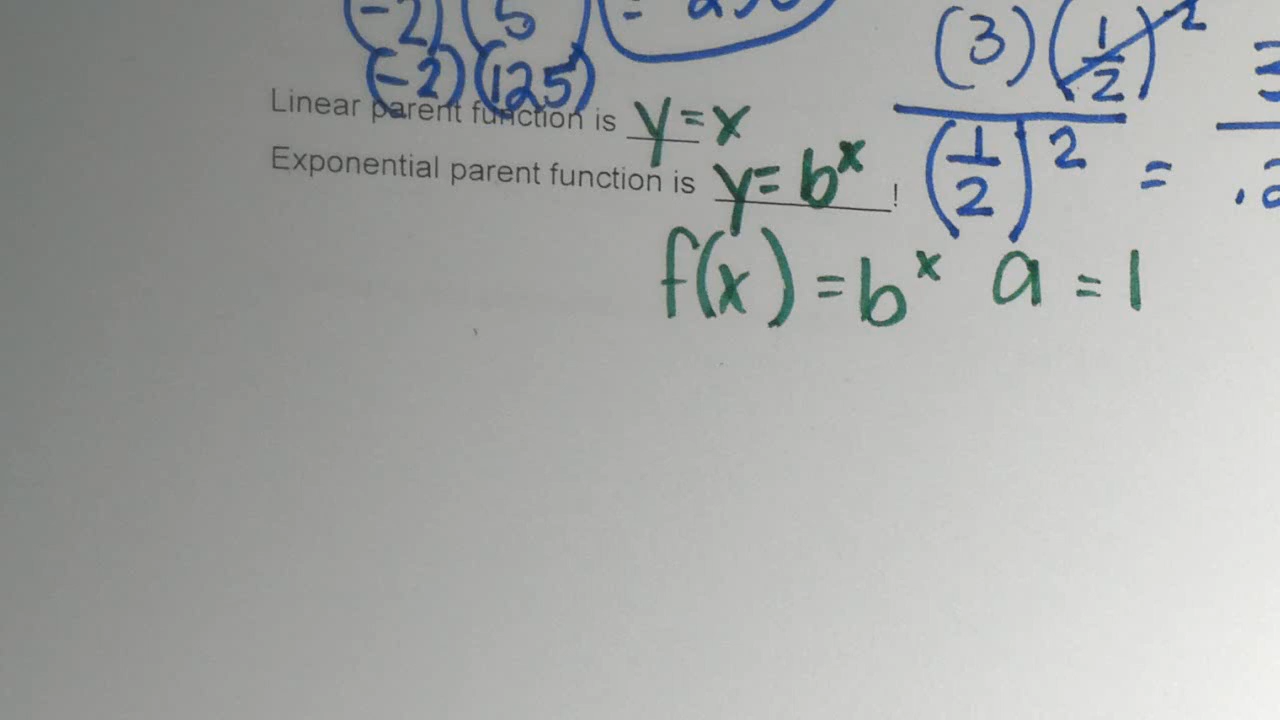 (-2) (5) =
(-2)(125)
Linear parent function is y=x
Exponential parent function is y= b^x !
f(x) = b^x a = 1
(3)(1/2)^-2
(1/2)^2 =